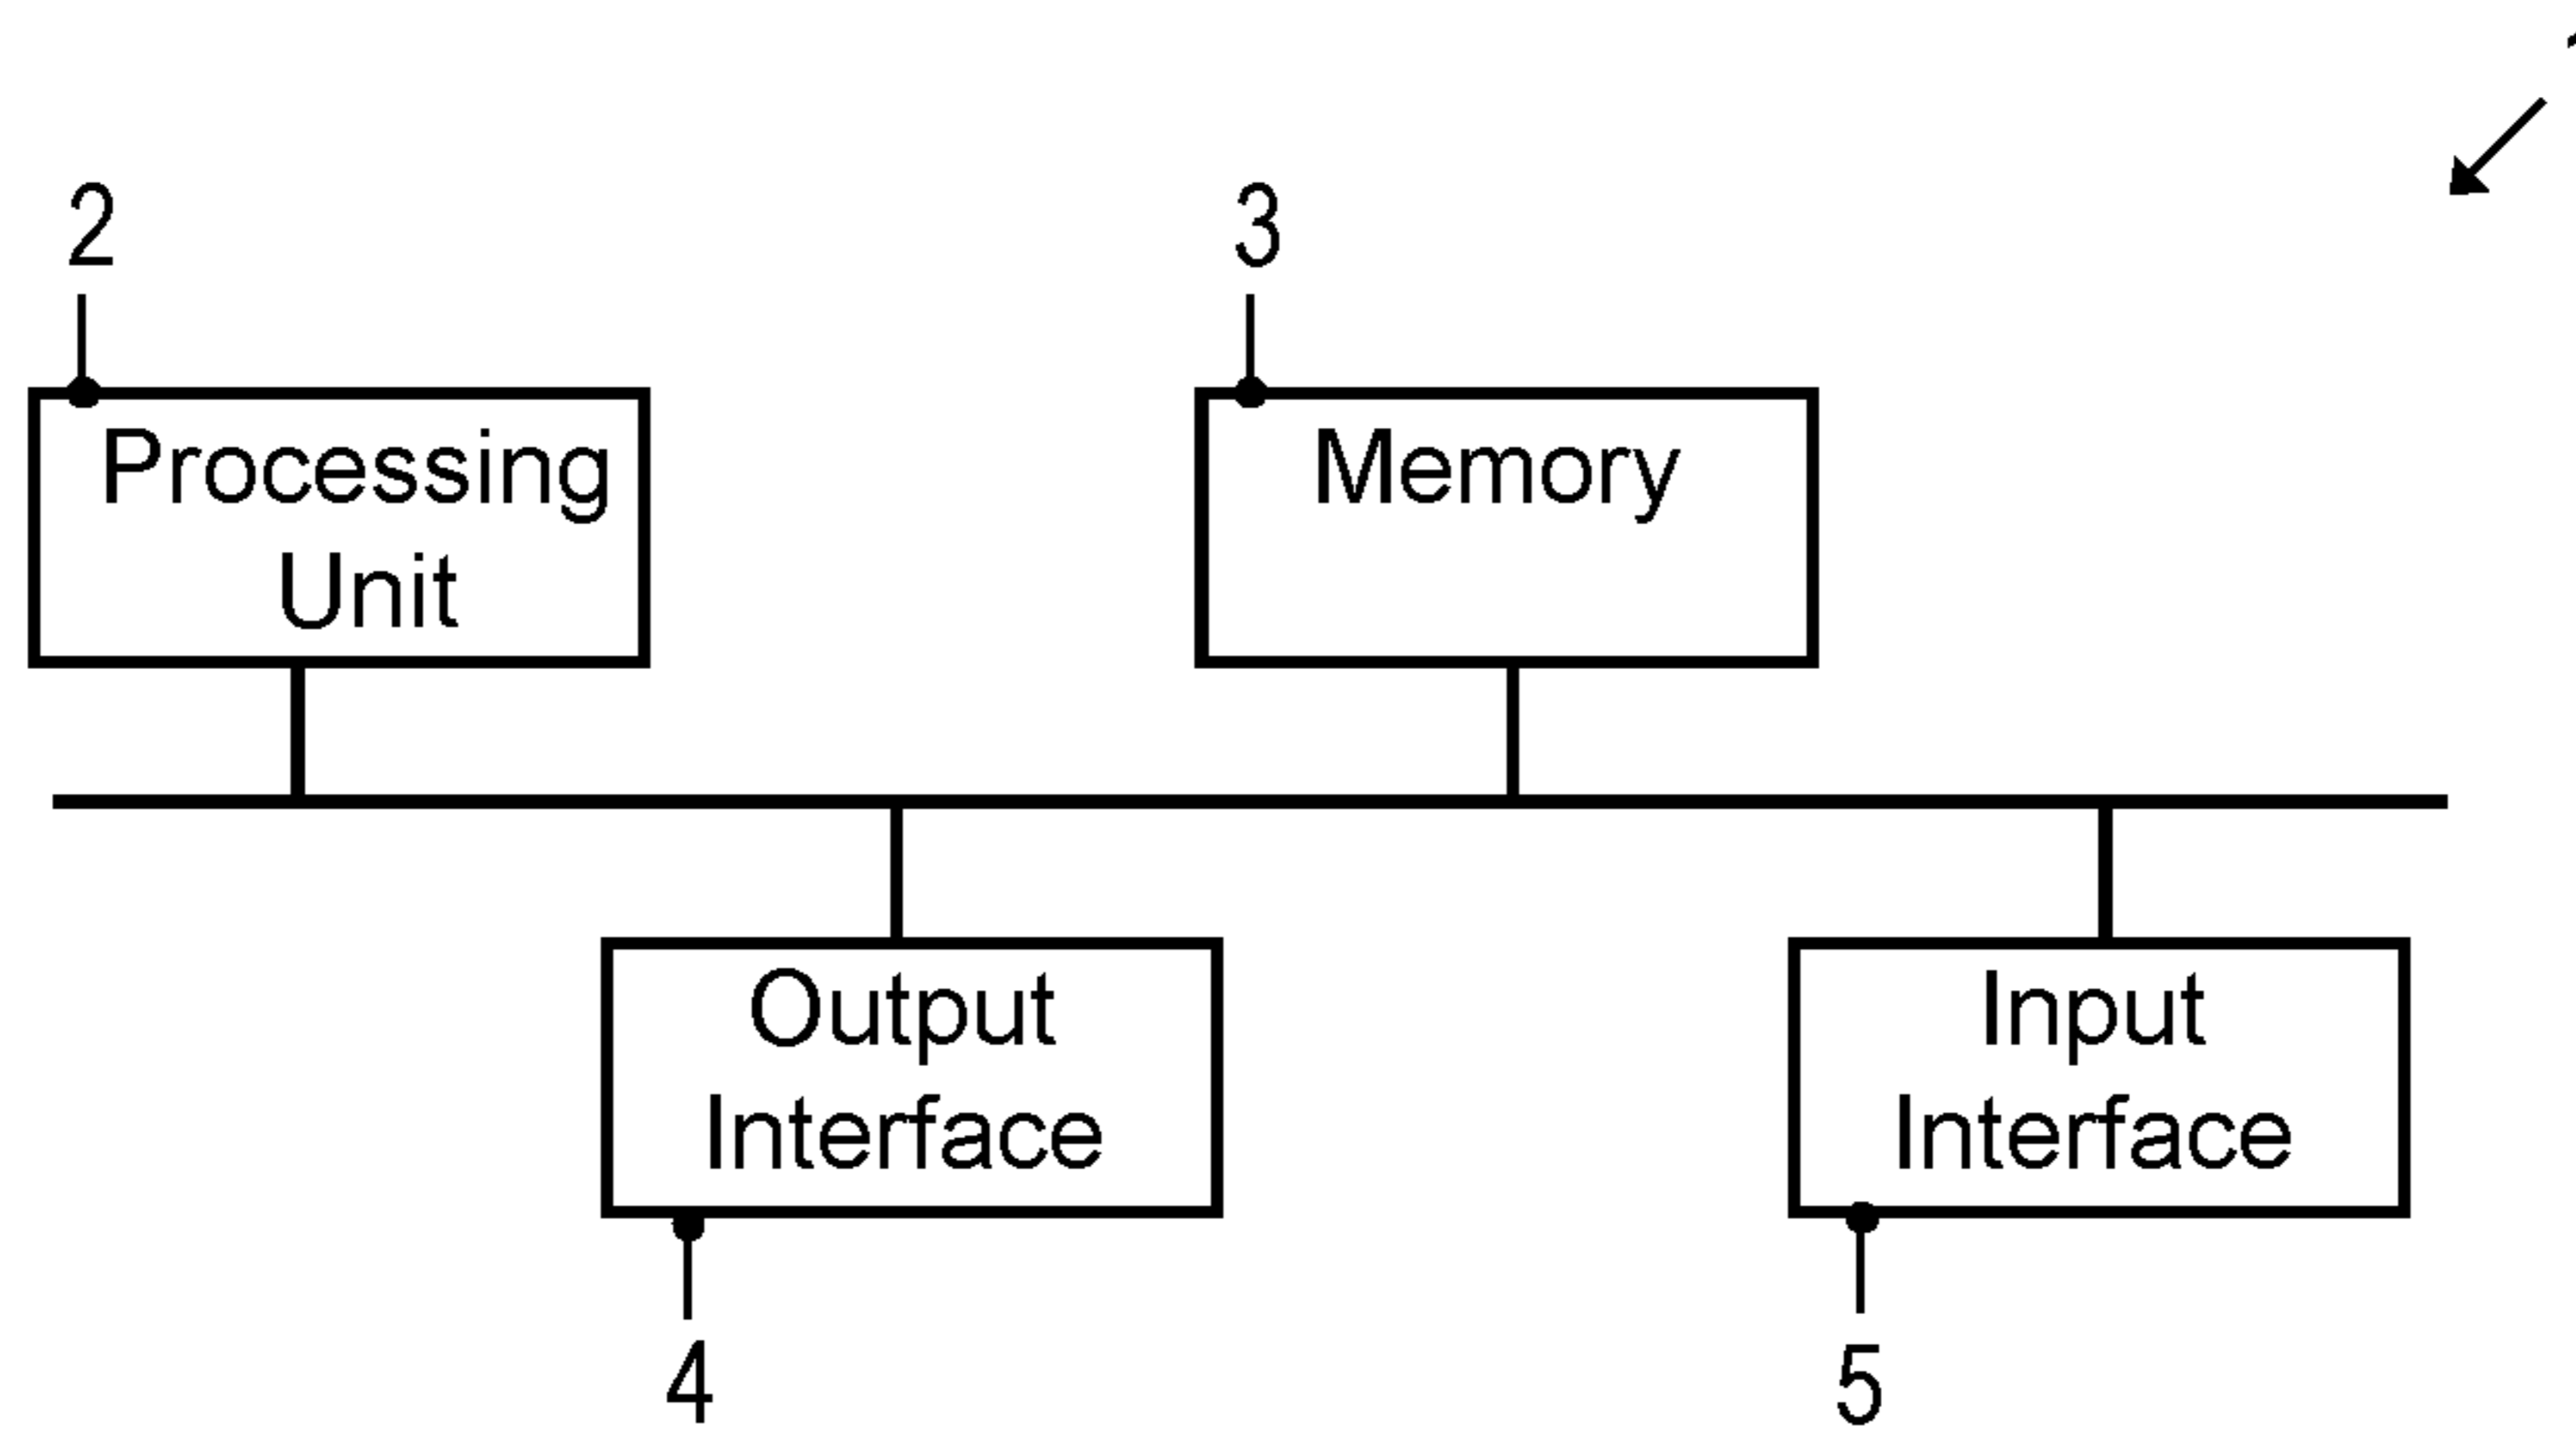 2
3
Processing
Unit
Memory
Output
Interface
Input
Interface
4
5